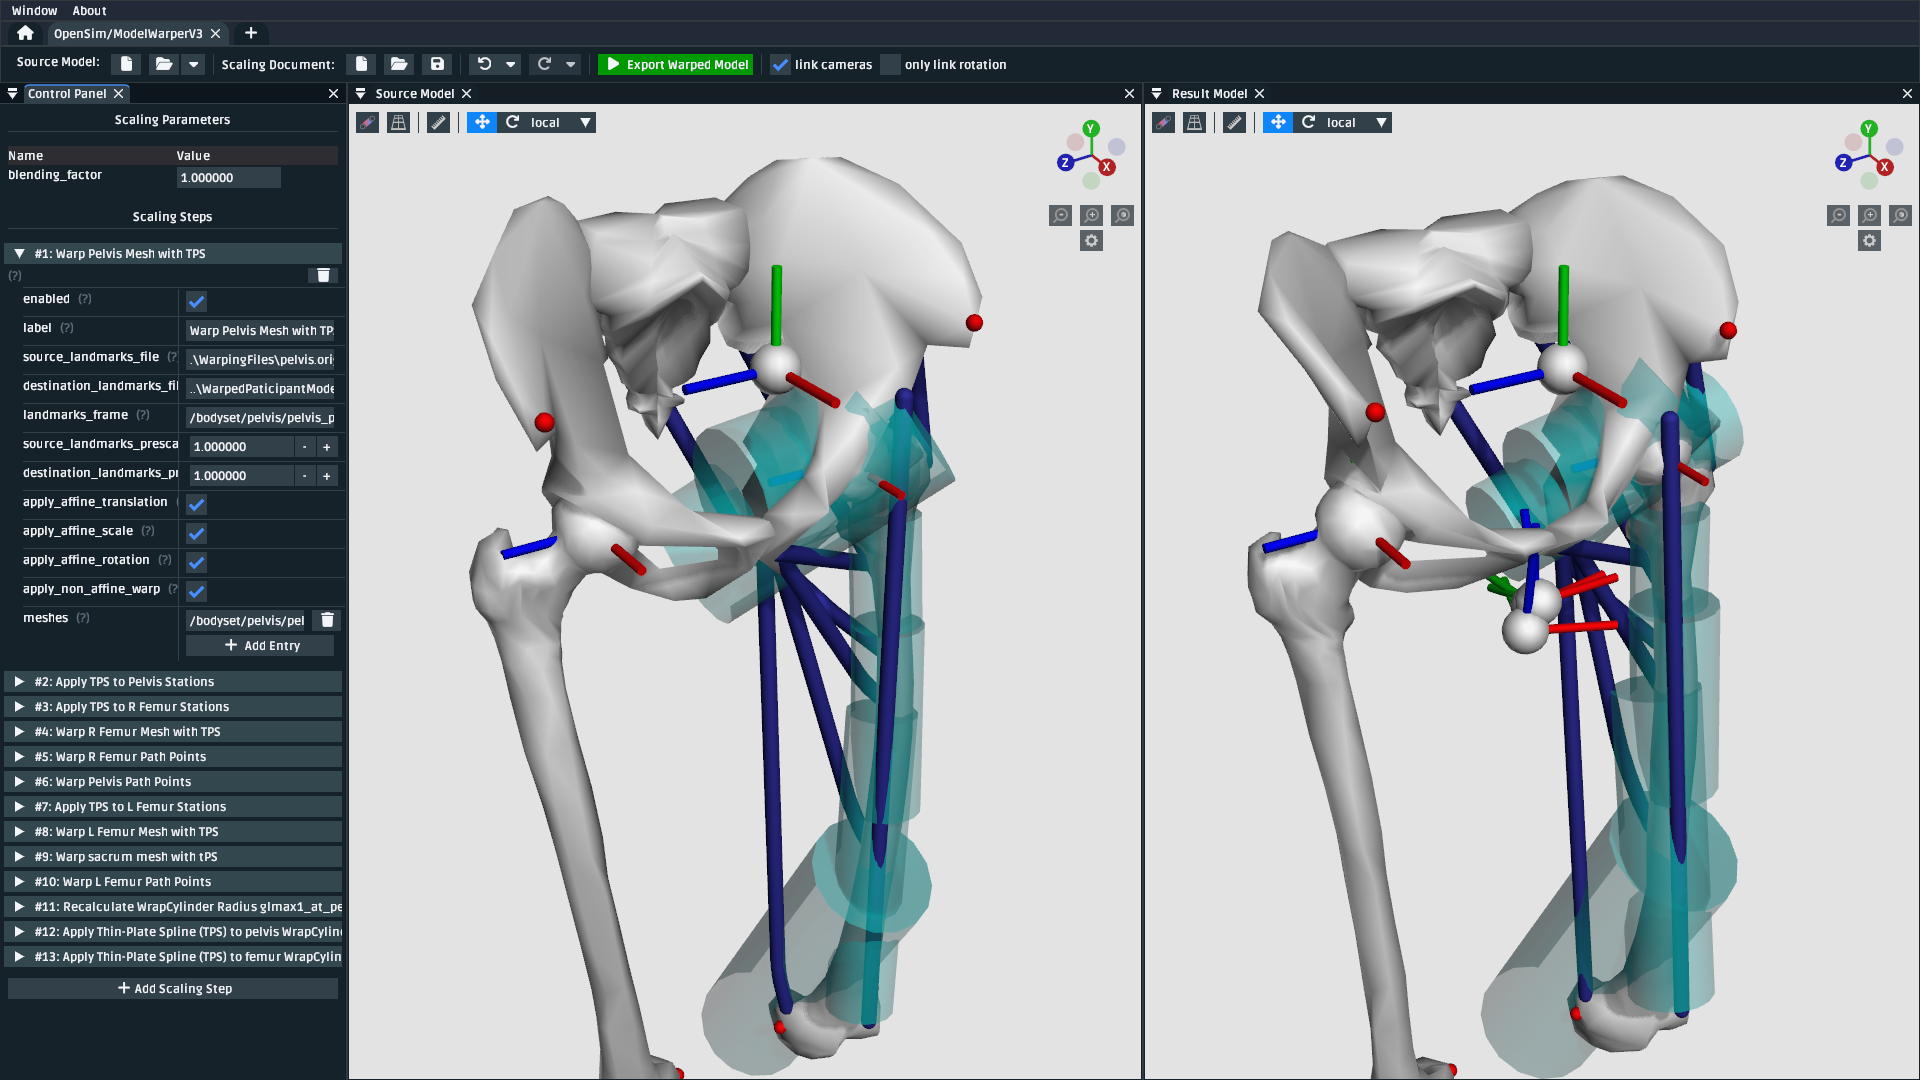 Window About
OpenSim/ModelWarperV3
Source Model: Scaling Document: Export Warped Model link cameras only link rotation
Control Panel
Scaling Parameters
Name Value
blending_factor 1.000000
Scaling Steps
#1: Warp Pelvis Mesh with TPS
(?)
enabled (?)
label (?) Warp Pelvis Mesh with TP
source_landmarks_file (? .\WarpingFiles\pelvis.ori
destination_landmarks_fil ..\WarpedPaticipantMode
landmarks_frame (?) /bodyset/pelvis/pelvis_p
source_landmarks_presca 1.000000 - +
destination_landmarks_pr 1.000000 - +
apply_affine_translation
apply_affine_scale (?)
apply_affine_rotation (?)
apply_non_affine_warp (?
meshes (?) /bodyset/pelvis/pel
+ Add Entry
#2: Apply TPS to Pelvis Stations
#3: Apply TPS to R Femur Stations
#4: Warp R Femur Mesh with TPS
#5: Warp R Femur Path Points
#6: Warp Pelvis Path Points
#7: Apply TPS to L Femur Stations
#8: Warp L Femur Mesh with TPS
#9: Warp sacrum mesh with tPS
#10: Warp L Femur Path Points
#11: Recalculate WrapCylinder Radius glmax1_at_pe
#12: Apply Thin-Plate Spline (TPS) to pelvis WrapCylin
#13: Apply Thin-Plate Spline (TPS) to femur WrapCylin
+ Add Scaling Step
Source Model
local
Y
Z
X
Result Model
local
Y
Z
X